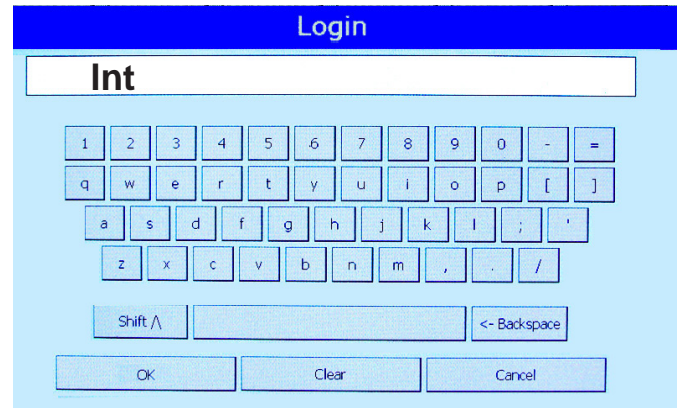 Login
Int
1 2 3 4 5 6 7 8 9 0 - =
q w e r t y u i o p [ ]
a s d f g h j k l ; '
z x c v b n m , . /
Shift /\ <- Backspace
OK Clear Cancel